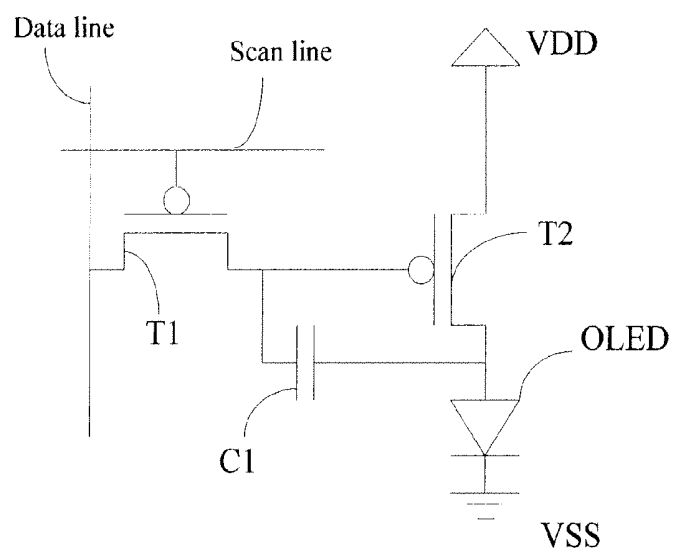 Data line
Scan line
VDD
T2
T1
OLED
C1
VSS